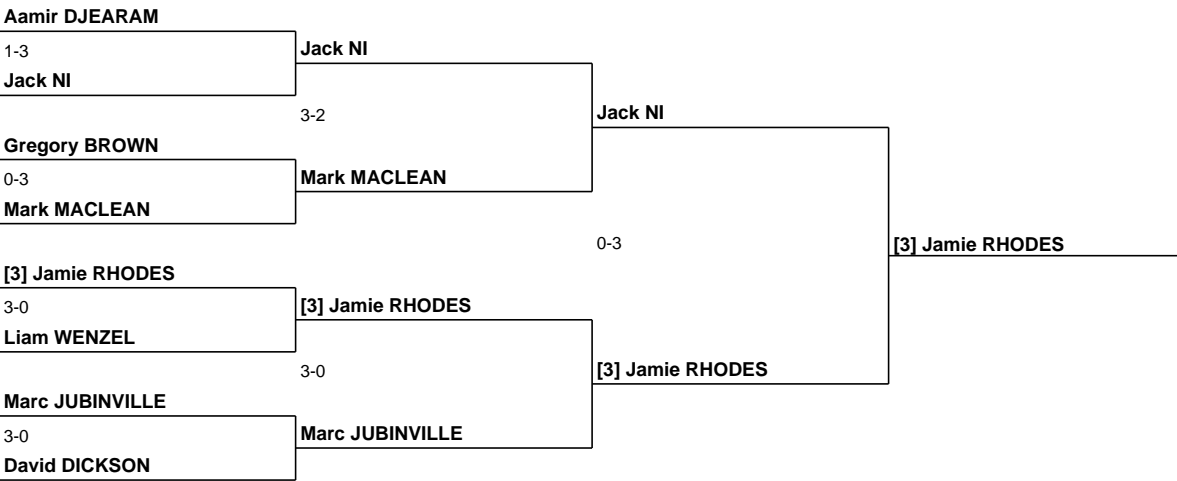 Aamir DJEARAM
1-3
Jack NI
Jack NI
3-2
Gregory BROWN
0-3
Mark MACLEAN
Mark MACLEAN
Jack NI
0-3
[3] Jamie RHODES
3-0
Liam WENZEL
[3] Jamie RHODES
3-0
Marc JUBINVILLE
3-0
David DICKSON
Marc JUBINVILLE
[3] Jamie RHODES
[3] Jamie RHODES